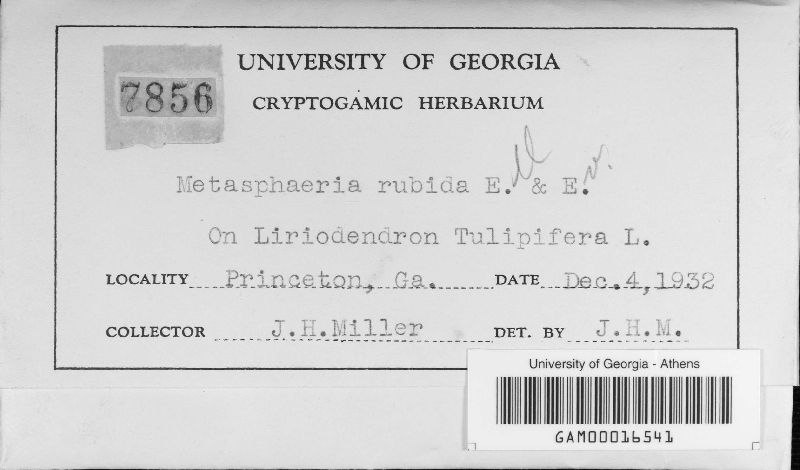 7856
UNIVERSITY OF GEORGIA
CRYPTOGAMIC HERBARIUM
Metasphaeria rubida E.ll & E.v.
On Liriodendron Tulipifera L.
LOCALITY Princeton, Ga. DATE Dec.4,1932
COLLECTOR J.H.Miller DET. BY J.H.M.
University of Georgia - Athens
GAM00016541